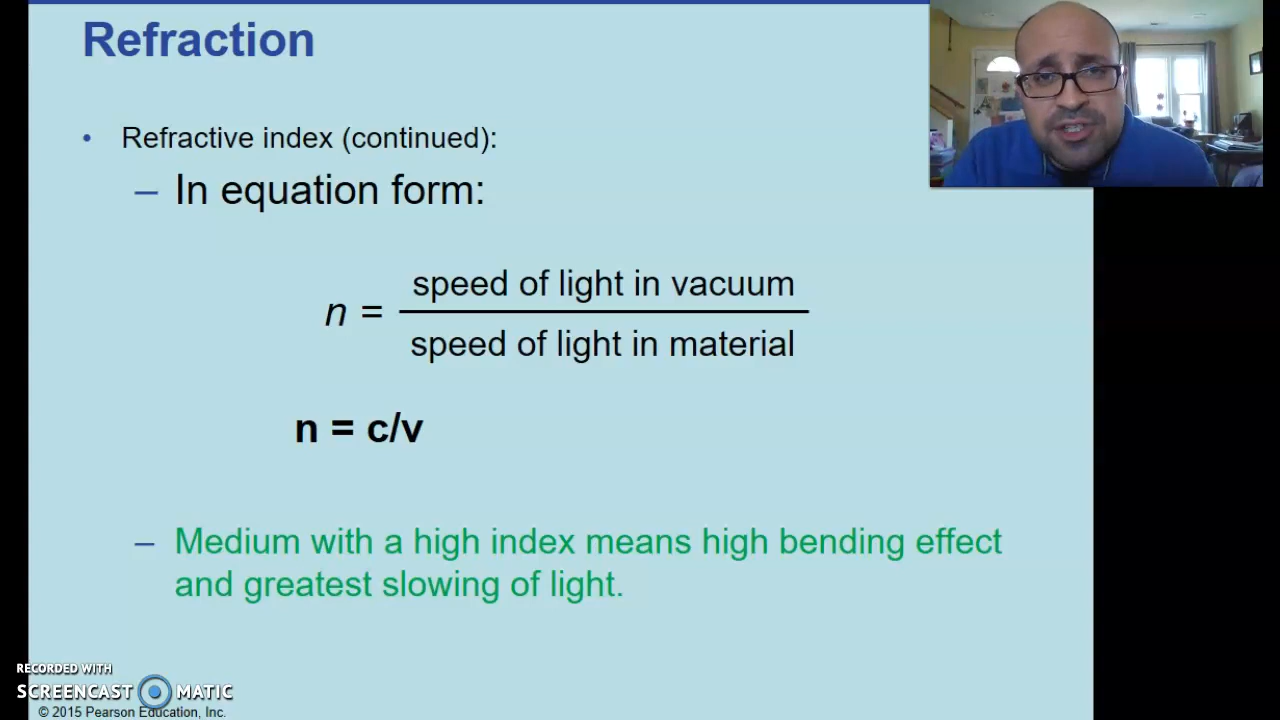 Refraction
• Refractive index (continued):
– In equation form:
n = speed of light in vacuum
speed of light in material
n = c/v
– Medium with a high index means high bending effect
and greatest slowing of light.
RECORDED WITH
SCREENCAST MATIC
© 2015 Pearson Education, Inc.